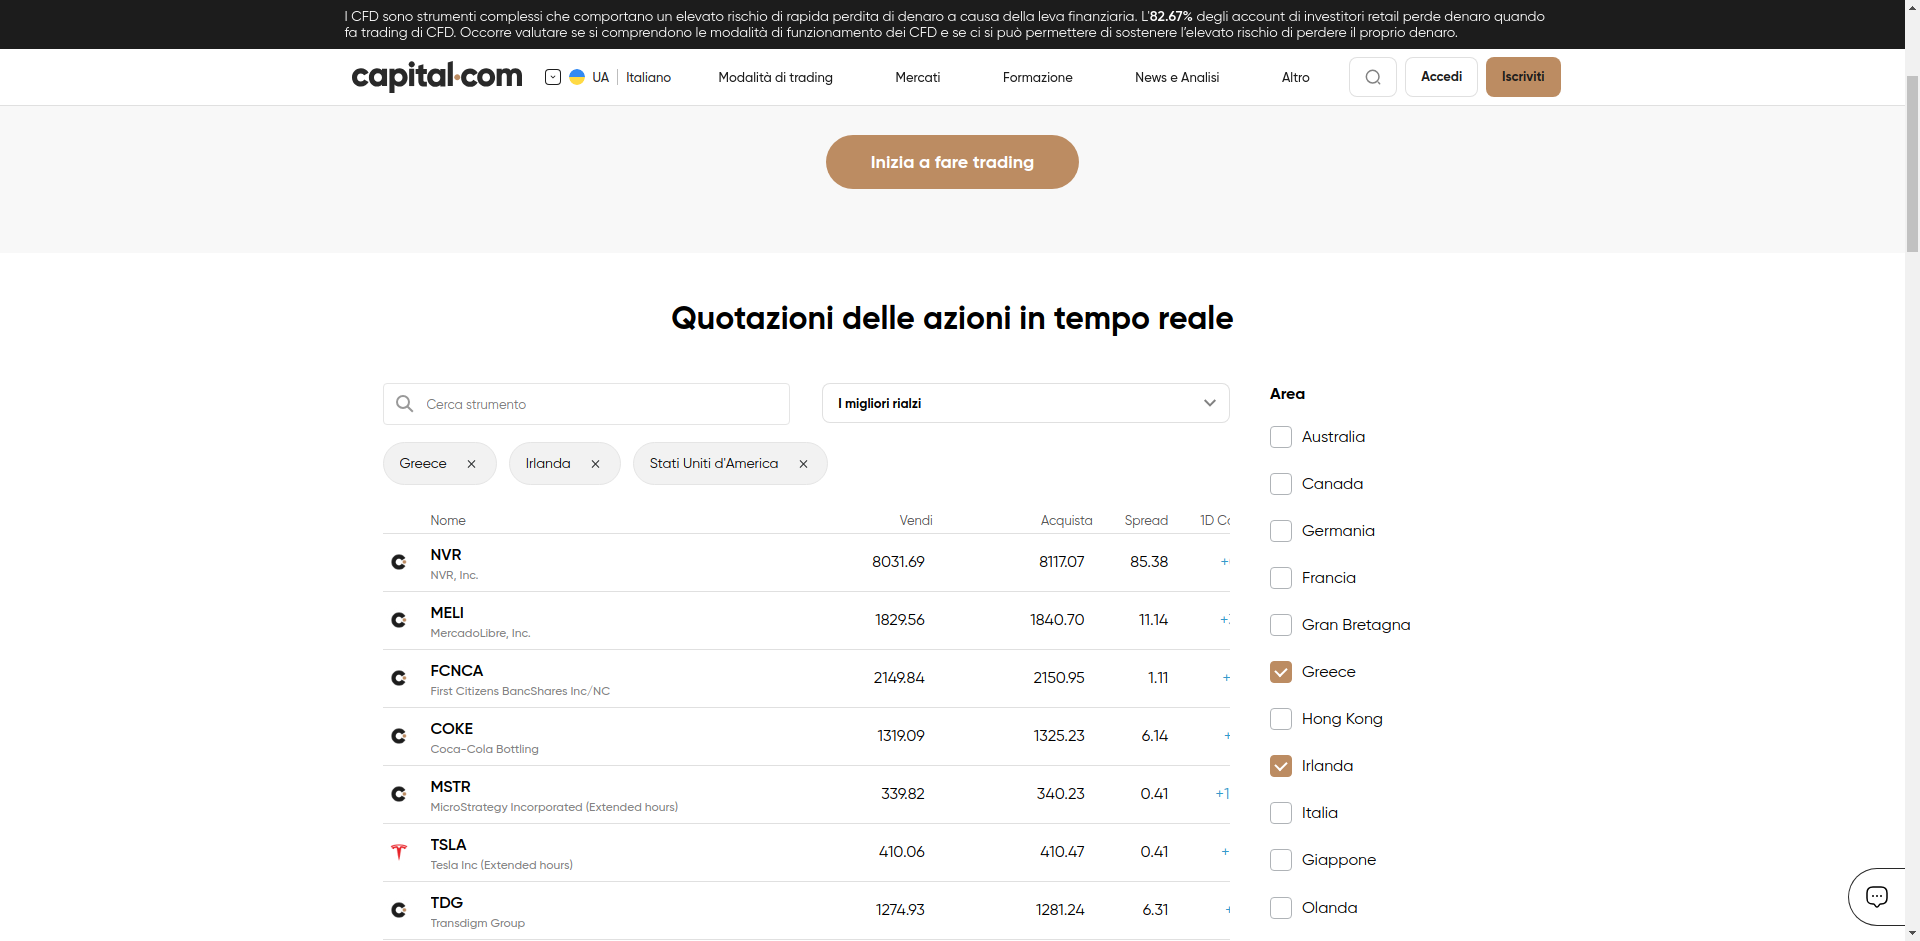 I CFD sono strumenti complessi che comportano un elevato rischio di rapida perdita di denaro a causa della leva finanziaria. L'82.67% degli account di investitori retail perde denaro quando
fa trading di CFD. Occorre valutare se si comprendono le modalità di funzionamento dei CFD e se ci si può permettere di sostenere l'elevato rischio di perdere il proprio denaro.
capital.com UA Italiano Modalità di trading Mercati Formazione News e Analisi Altro Accedi Iscriviti
Inizia a fare trading
Quotazioni delle azioni in tempo reale
Cerca strumento
I migliori rialzi
Greece
Irlanda
Stati Uniti d'America
Nome Vendi Acquista Spread 1D
NVR 8031.69 8117.07 85.38
NVR, Inc.
MELI 1829.56 1840.70 11.14
MercadoLibre, Inc.
FCNCA 2149.84 2150.95 1.11
First Citizens BancShares Inc/NC
COKE 1319.09 1325.23 6.14
Coca-Cola Bottling
MSTR 339.82 340.23 0.41 +1
MicroStrategy Incorporated (Extended hours)
TSLA 410.06 410.47 0.41 +
Tesla Inc (Extended hours)
TDG 1274.93 1281.24 6.31
Transdigm Group
Area
Australia
Canada
Germania
Francia
Gran Bretagna
Greece
Hong Kong
Irlanda
Italia
Giappone
Olanda